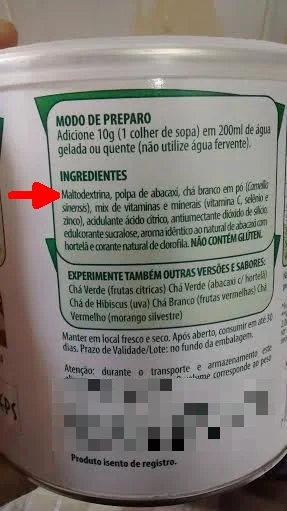 MODO DE PREPARO
Adicione 10g (1 colher de sopa) em 200ml de água
gelada ou quente (não utilize água fervente).
INGREDIENTES
Maltodextrina, polpa de abacaxi, chá branco em pó (Camellia
sinensis), mix de vitaminas e minerais (vitamina C, selênio e
zinco), acidulante ácido cítrico, antiumectante dióxido de silício,
edulcorante sucralose, aroma idêntico ao natural de abacaxi com
hortelã e corante natural de clorofila. NÃO CONTÉM GLÚTEN.
EXPERIMENTE TAMBÉM OUTRAS VERSÕES E SABORES:
Chá Verde (frutas cítricas) Chá Verde (abacaxi c/ hortelã)
Chá de Hibiscus (uva) Chá Branco (frutas vermelhas) Chá
Vermelho (morango silvestre)
Manter em local fresco e seco. Após aberto, consumir em até 30
dias. Prazo de Validade/Lote: no fundo da embalagem.
Atenção: durante o transporte e armazenamento este
corresponde ao peso
Produto isento de registro.